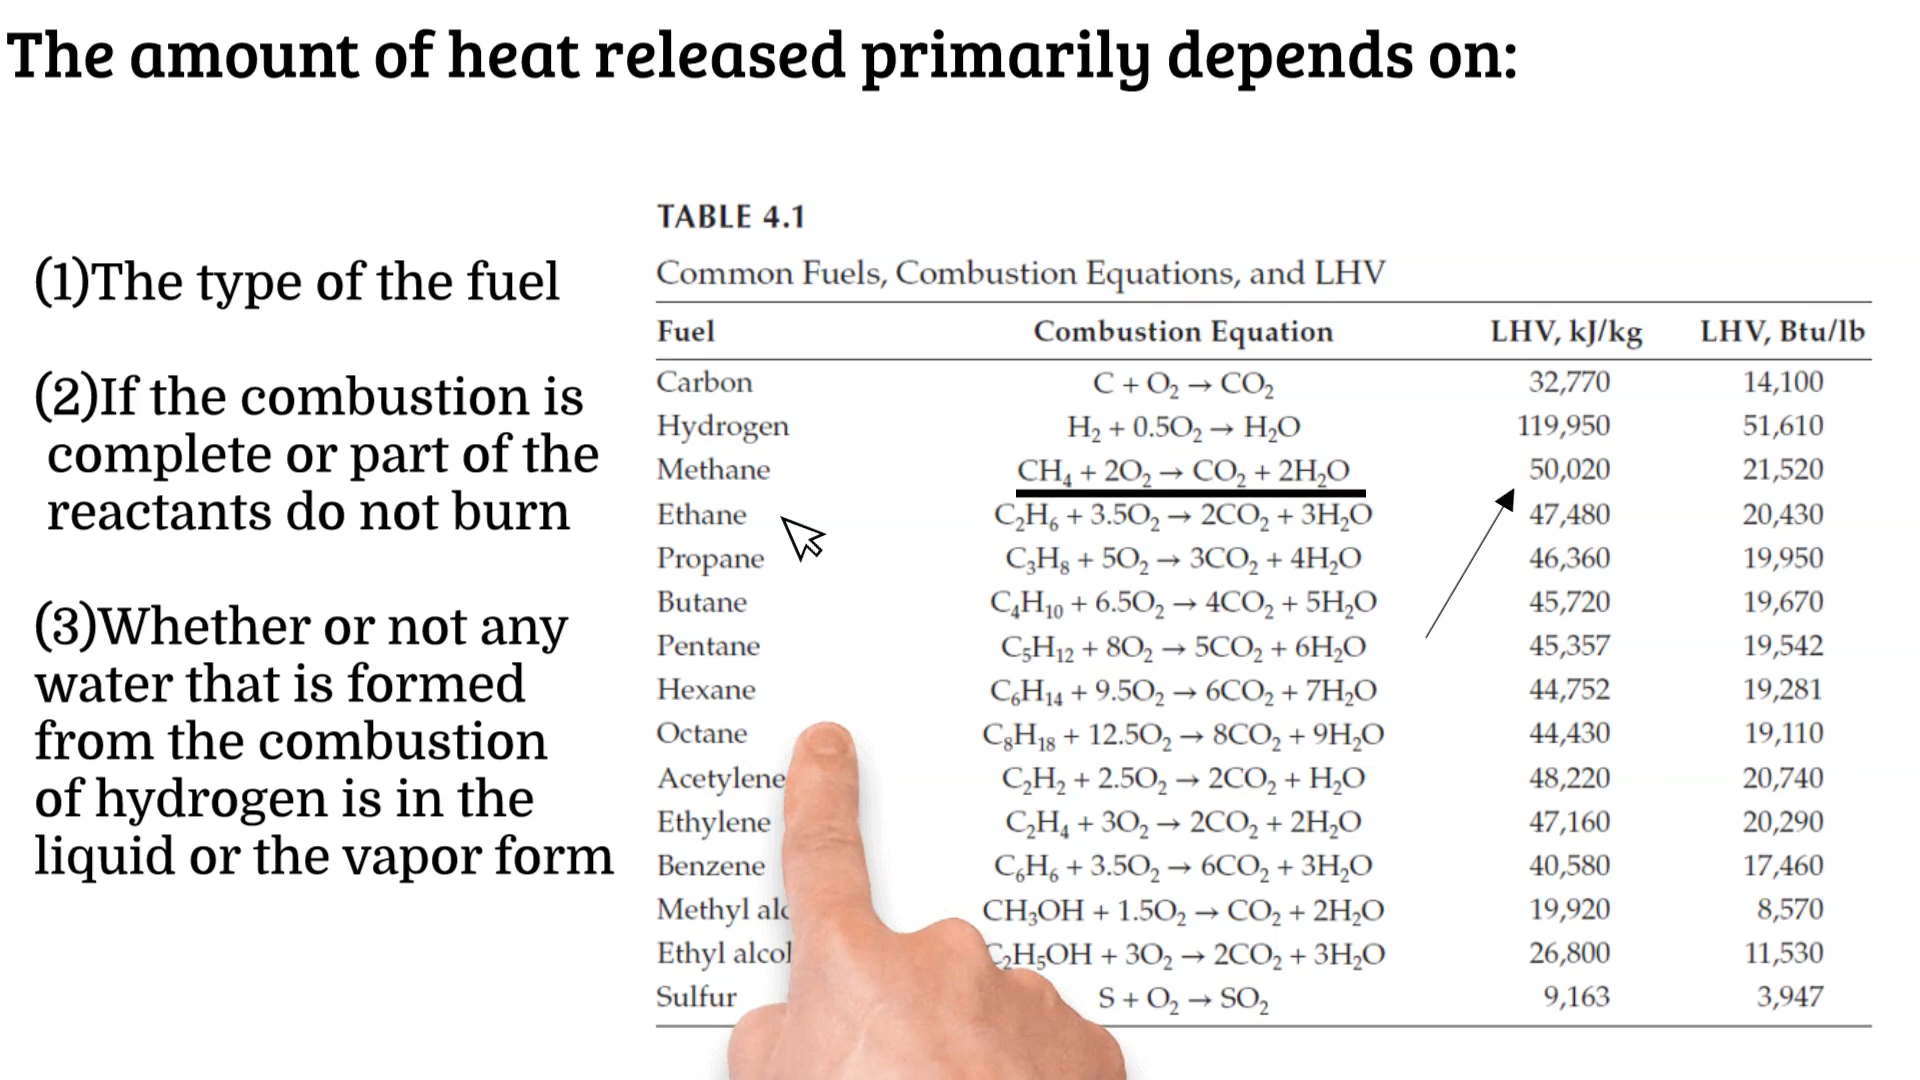 The amount of heat released primarily depends on:
(1)The type of the fuel
(2)If the combustion is
complete or part of the
reactants do not burn
(3)Whether or not any
water that is formed
from the combustion
of hydrogen is in the
liquid or the vapor form
TABLE 4.1
Common Fuels, Combustion Equations, and LHV
Fuel Combustion Equation LHV, kJ/kg LHV, Btu/lb
Carbon C + O₂ → CO₂ 32,770 14,100
Hydrogen H₂ + 0.5O₂ → H₂O 119,950 51,610
Methane CH₄ + 2O₂ → CO₂ + 2H₂O 50,020 21,520
Ethane C₂H₆ + 3.5O₂ → 2CO₂ + 3H₂O 47,480 20,430
Propane C₃H₈ + 5O₂ → 3CO₂ + 4H₂O 46,360 19,950
Butane C₄H₁₀ + 6.5O₂ → 4CO₂ + 5H₂O 45,720 19,670
Pentane C₅H₁₂ + 8O₂ → 5CO₂ + 6H₂O 45,357 19,542
Hexane C₆H₁₄ + 9.5O₂ → 6CO₂ + 7H₂O 44,752 19,281
Octane C₈H₁₈ + 12.5O₂ → 8CO₂ + 9H₂O 44,430 19,110
Acetylene C₂H₂ + 2.5O₂ → 2CO₂ + H₂O 48,220 20,740
Ethylene C₂H₄ + 3O₂ → 2CO₂ + 2H₂O 47,160 20,290
Benzene C₆H₆ + 3.5O₂ → 6CO₂ + 3H₂O 40,580 17,460
Methyl CH₃OH + 1.5O₂ → CO₂ + 2H₂O 19,920 8,570
Ethyl C₂H₅OH + 3O₂ → 2CO₂ + 3H₂O 26,800 11,530
Sulfur S + O₂ → SO₂ 9,163 3,947